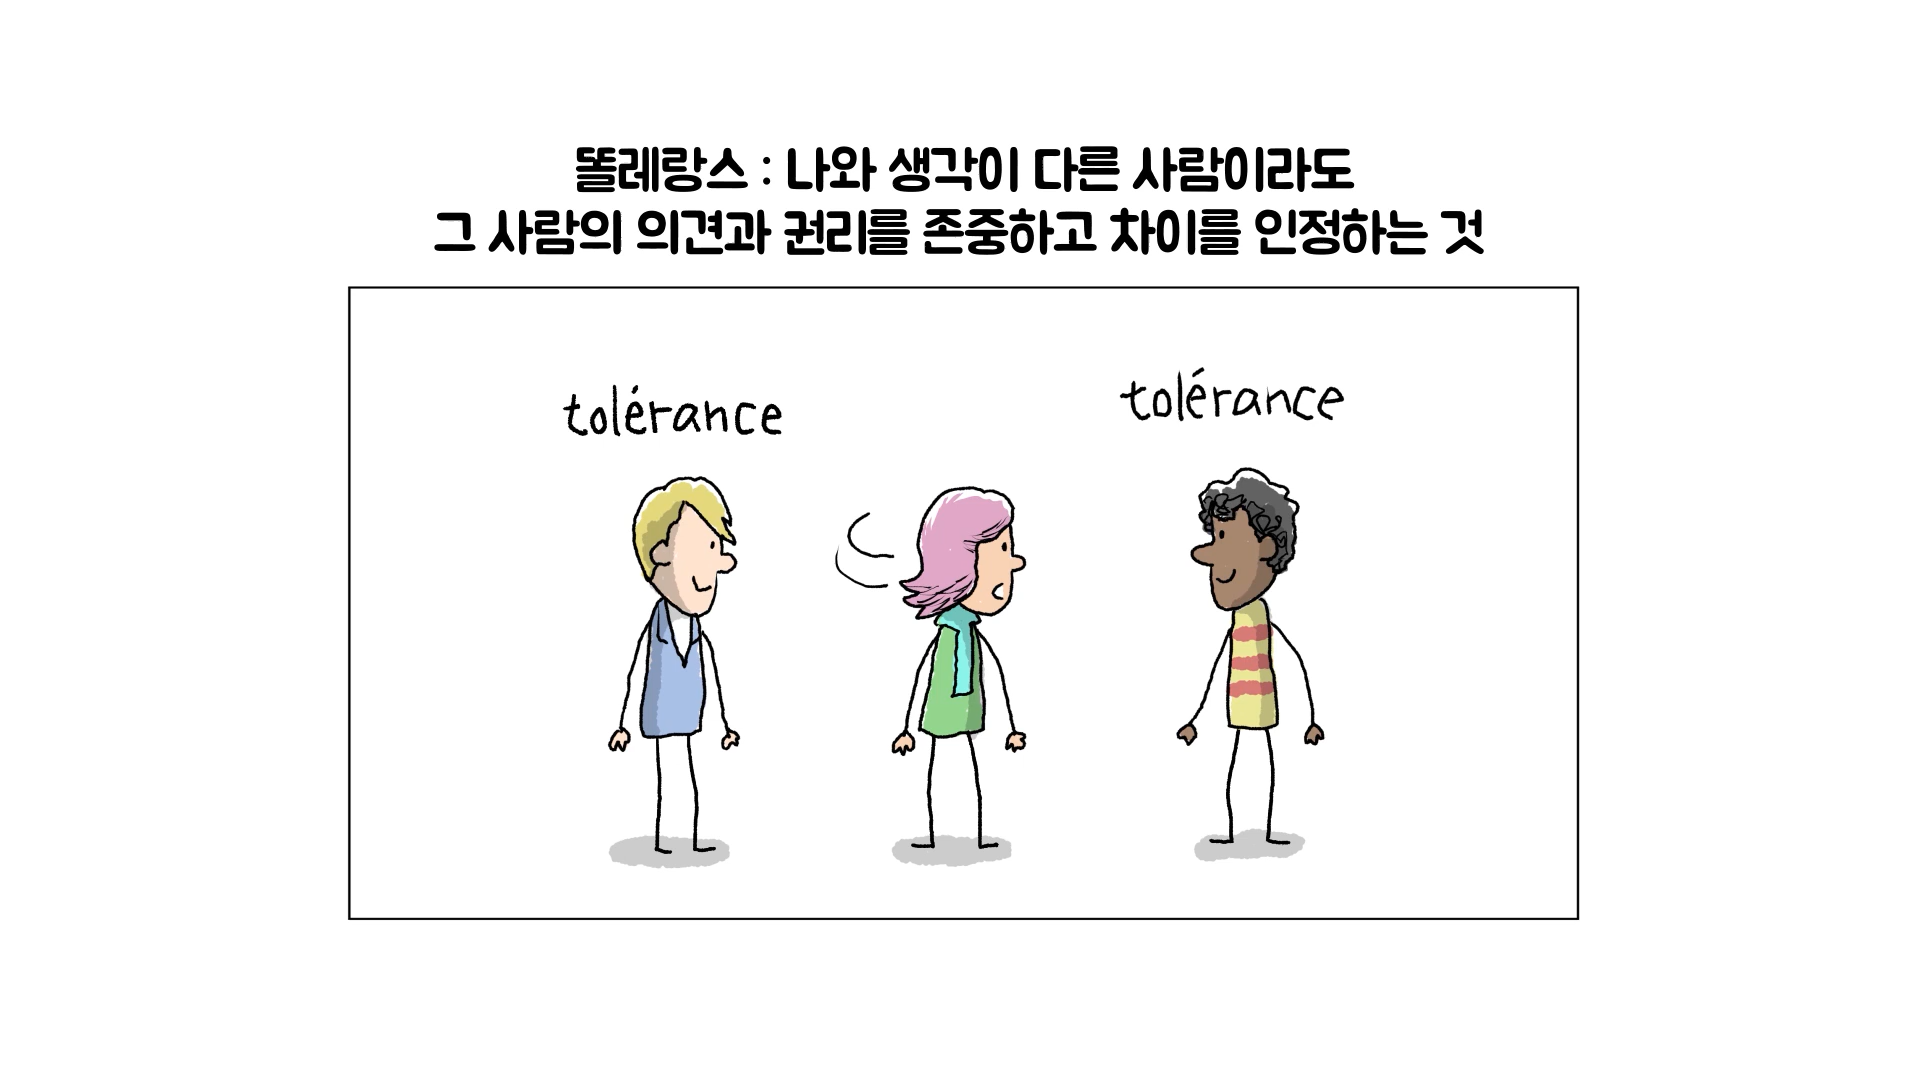 똘레랑스 : 나와 생각이 다른 사람이라도
그 사람의 의견과 권리를 존중하고 차이를 인정하는 것
tolérance
tolérance